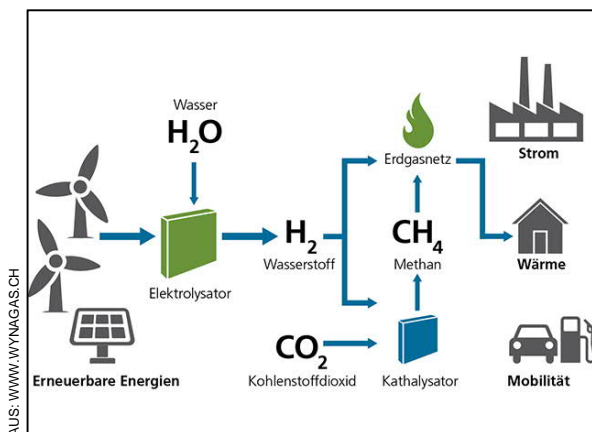 Wasser
H₂O
Erdgasnetz
Strom
H₂
Wasserstoff
CH₄
Methan
Wärme
Elektrolysator
CO₂
Kohlenstoffdioxid
Kathalysator
Erneuerbare Energien
Mobilität
AUS: WWW.WYNAGAS.CH